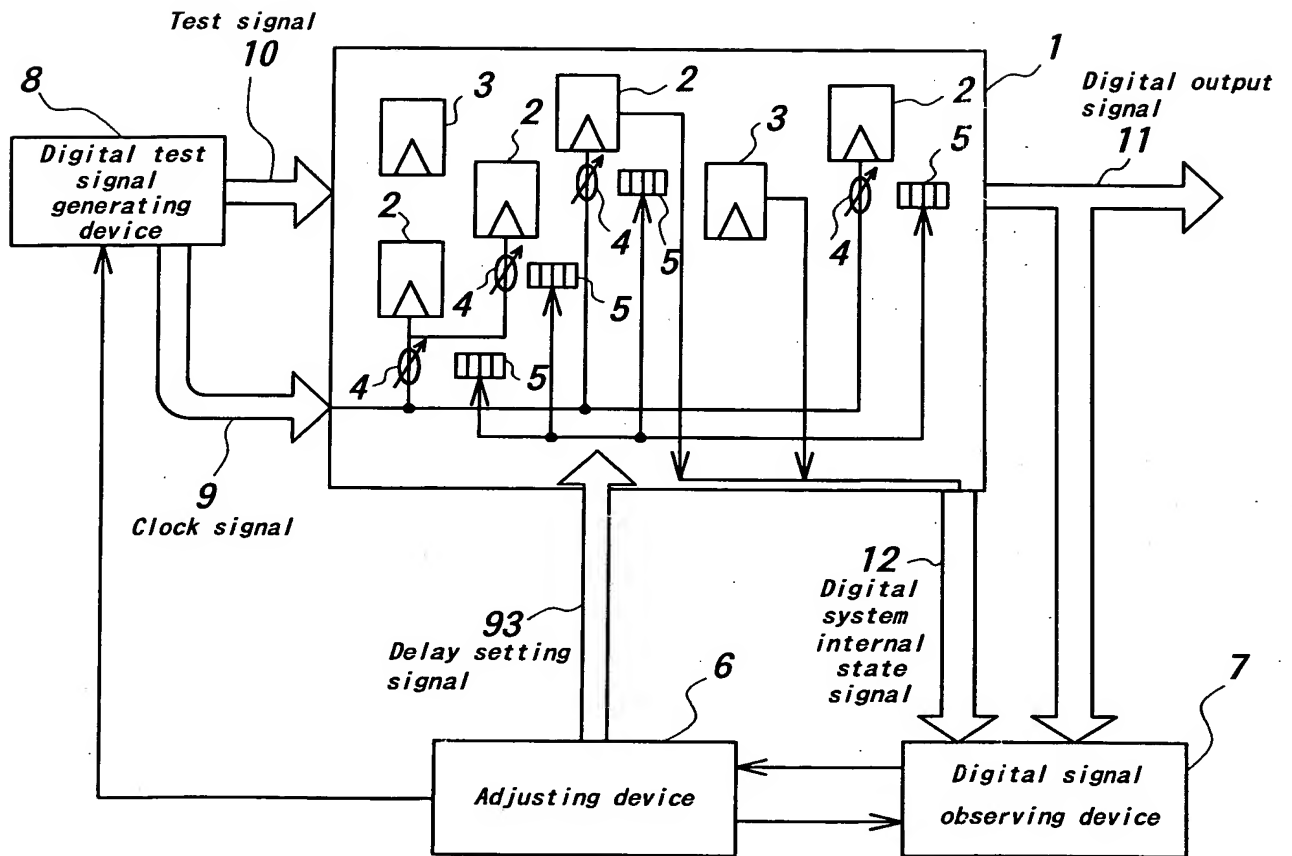 Test signal
10
8
Digital test
signal
generating
device
3
2
2
2
3
2
5
4
5
4
4
5
4
5
4
1
Digital output
signal
11
9
Clock signal
93
Delay setting
signal
12
Digital
system
internal
state
signal
6
Adjusting device
7
Digital signal
observing device